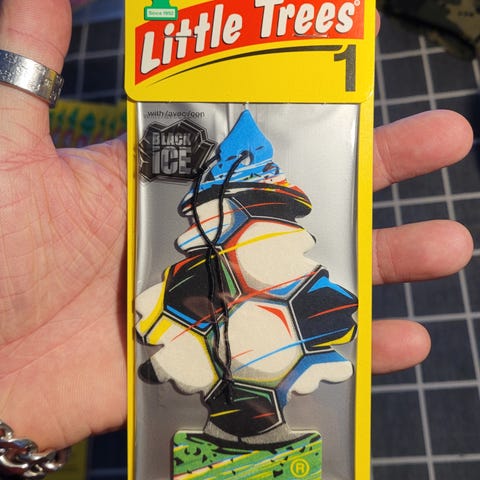 Since 1952
Little Trees®
1
with/avec/con
BLACK
ICE
®